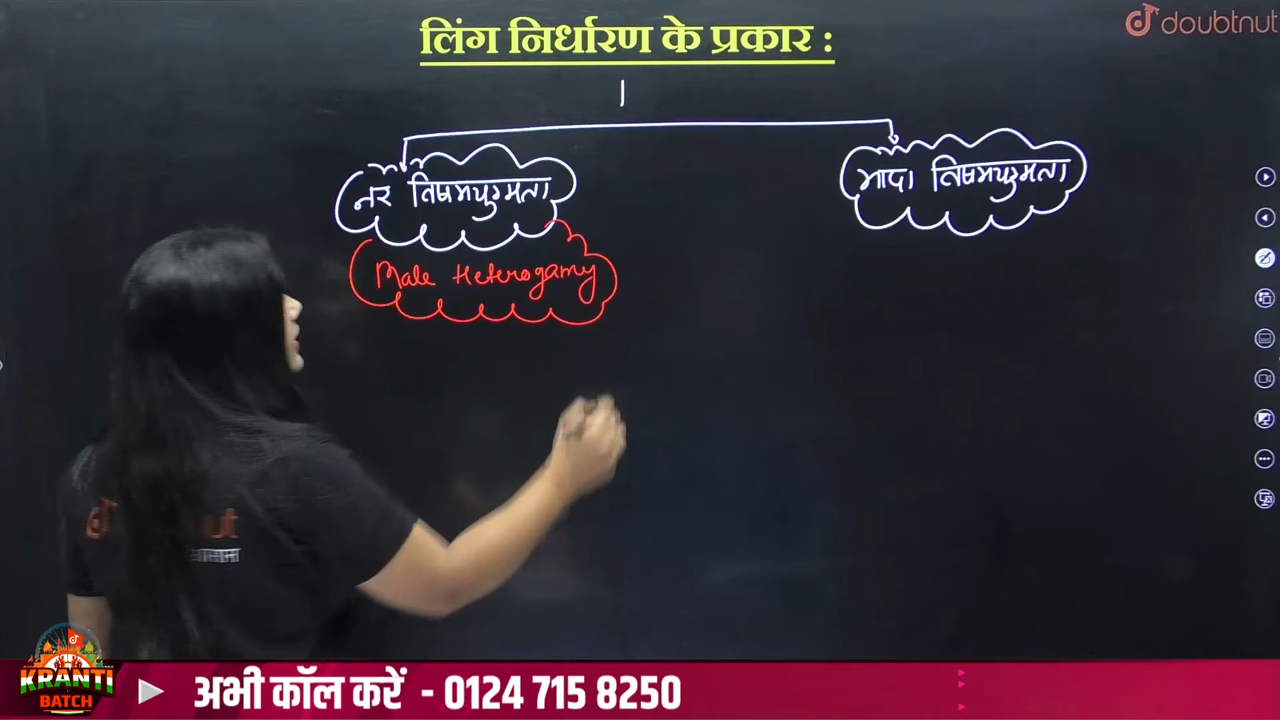 लिंग निर्धारण के प्रकार :
doubtnut
नर विषमयुग्मता
मादा विषमयुग्मता
Male Heterogamy
KRANTI
BATCH
अभी कॉल करें - 0124 715 8250